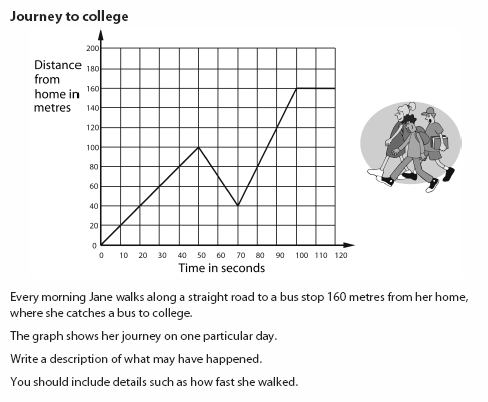 Journey to college
Distance
from
home in
metres
200
180
160
140
120
100
80
60
40
20
0
0 10 20 30 40 50 60 70 80 90 100 110 120
Time in seconds
Every morning Jane walks along a straight road to a bus stop 160 metres from her home,
where she catches a bus to college.
The graph shows her journey on one particular day.
Write a description of what may have happened.
You should include details such as how fast she walked.